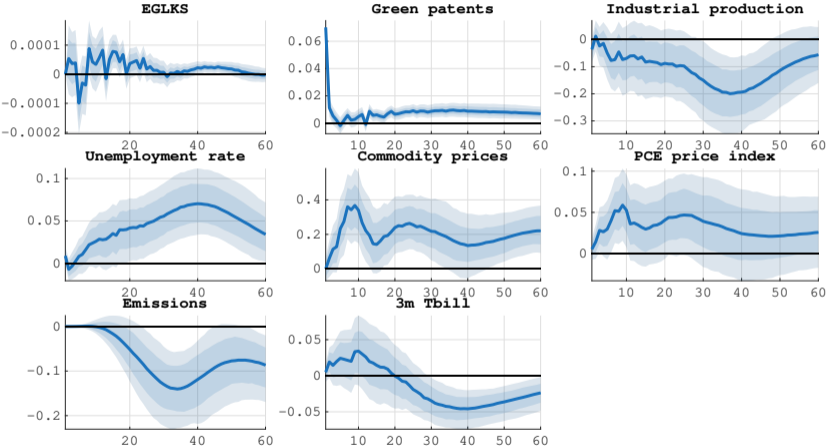 EGLKS
0.0001
0
-0.0001
-0.0002
20 40 60
Green patents
0.06
0.04
0.02
0
10 20 30 40 50 60
Industrial production
0
-0.1
-0.2
-0.3
10 20 30 40 50 60
Unemployment rate
0.1
0.05
0
20 40 60
Commodity prices
0.4
0.2
0
10 20 30 40 50 60
PCE price index
0.1
0.05
0
10 20 30 40 50 60
Emissions
0
-0.1
-0.2
20 40 60
3m Tbill
0.05
0
-0.05
10 20 30 40 50 60